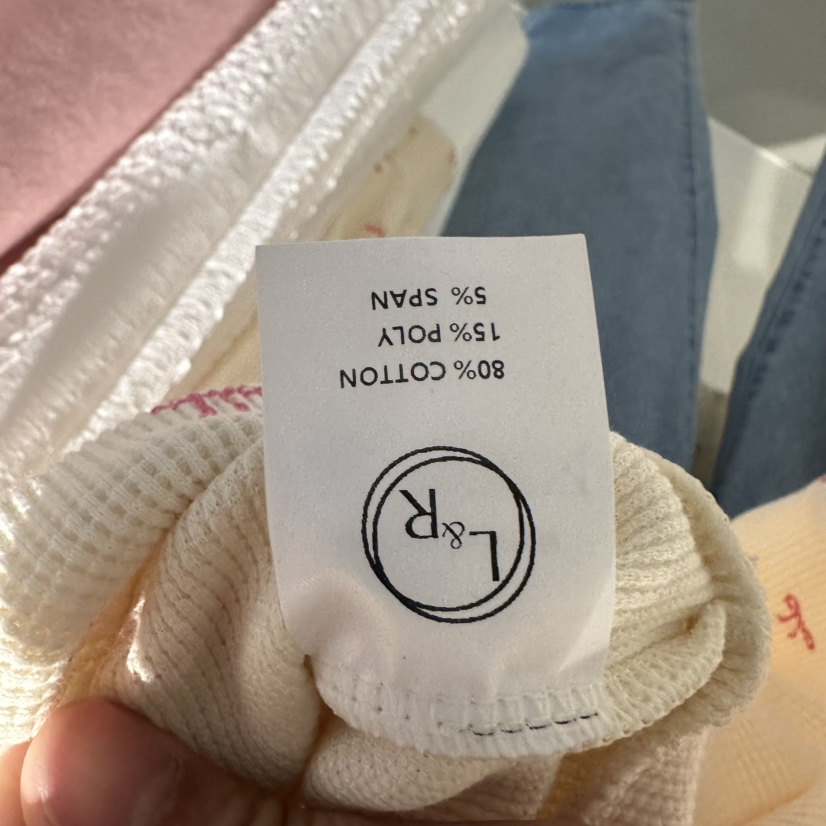 L&R
80% COTTON
15% POLY
5% SPAN